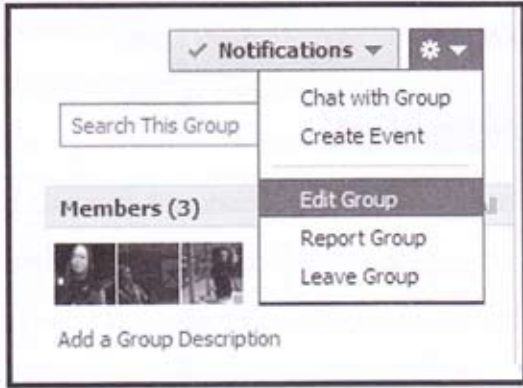 ✓ Notifications
Search This Group
Chat with Group
Create Event
Members (3)
Edit Group
Report Group
Leave Group
Add a Group Description